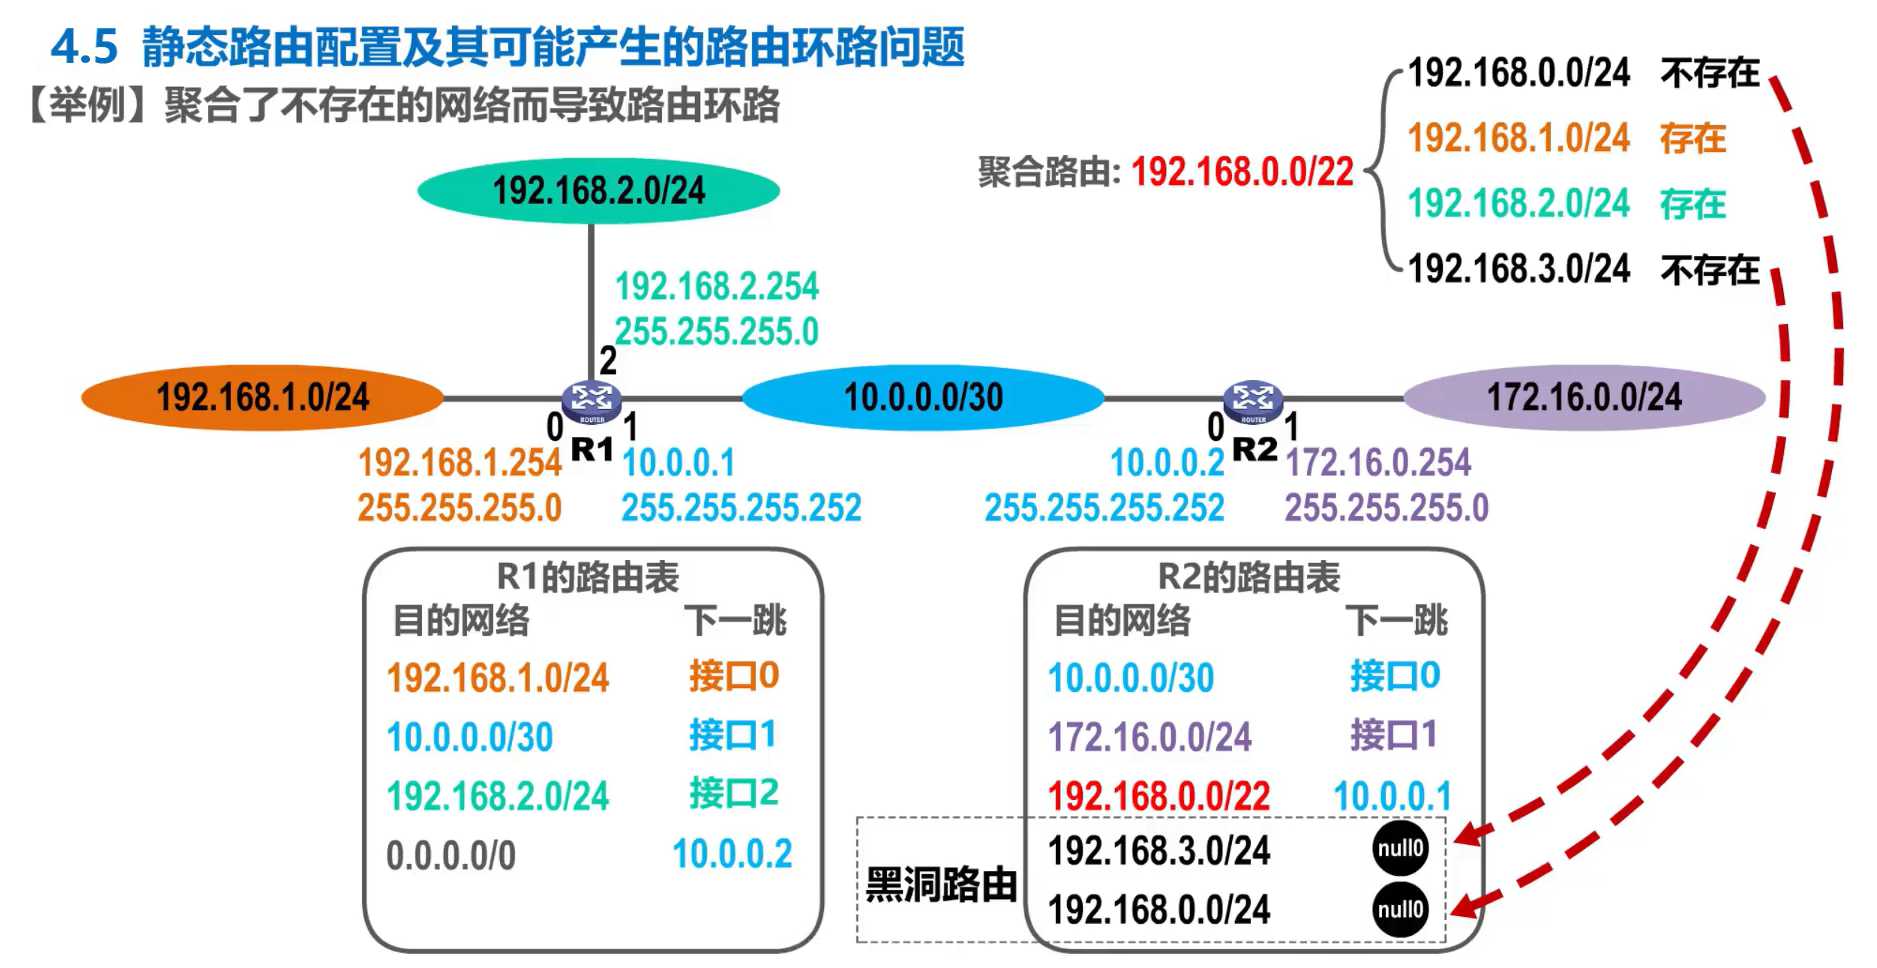 4.5 静态路由配置及其可能产生的路由环路问题
【举例】聚合了不存在的网络而导致路由环路
聚合路由: 192.168.0.0/22
192.168.0.0/24 不存在
192.168.1.0/24 存在
192.168.2.0/24 存在
192.168.3.0/24 不存在
192.168.2.0/24
192.168.2.254
255.255.255.0
2
192.168.1.0/24
0
ROUTER
R1
1
10.0.0.0/30
0
ROUTER
R2
1
172.16.0.0/24
192.168.1.254
255.255.255.0
10.0.0.1
255.255.255.252
10.0.0.2
255.255.255.252
172.16.0.254
255.255.255.0
R1的路由表
目的网络 下一跳
192.168.1.0/24 接口0
10.0.0.0/30 接口1
192.168.2.0/24 接口2
0.0.0.0/0 10.0.0.2
R2的路由表
目的网络 下一跳
10.0.0.0/30 接口0
172.16.0.0/24 接口1
192.168.0.0/22 10.0.0.1
黑洞路由
192.168.3.0/24 null0
192.168.0.0/24 null0